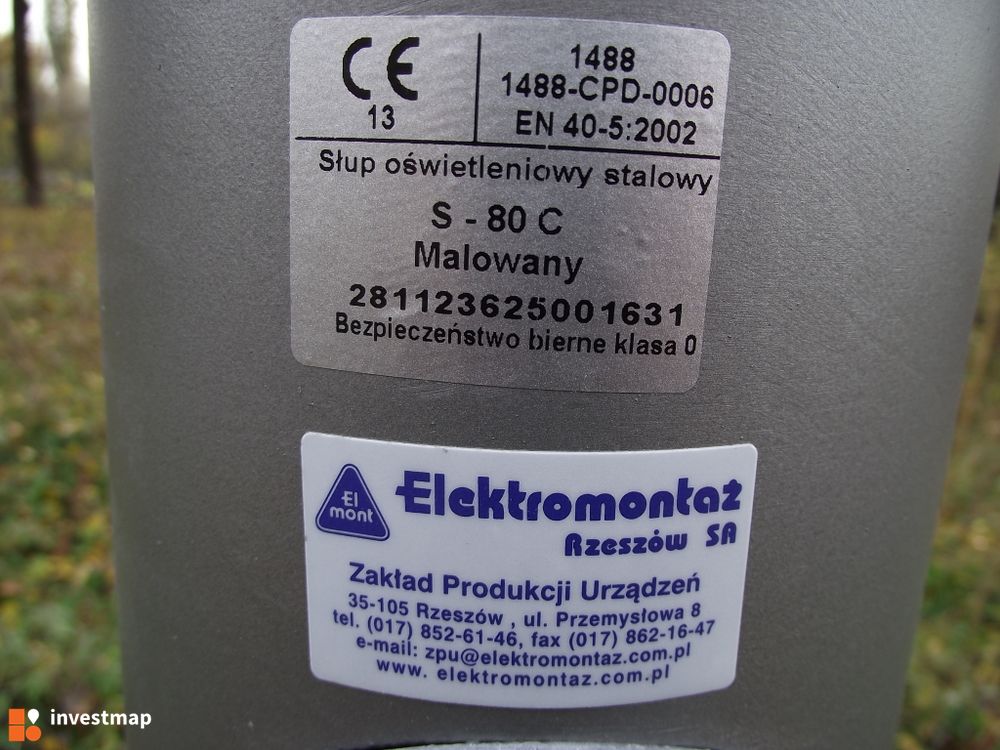 CE
13
1488
1488-CPD-0006
EN 40-5:2002
Słup oświetleniowy stalowy
S - 80 C
Malowany
281123625001631
Bezpieczeństwo bierne klasa 0
El
mont
Elektromontaż
Rzeszów SA
Zakład Produkcji Urządzeń
35-105 Rzeszów , ul. Przemysłowa 8
tel. (017) 852-61-46, fax (017) 862-16-47
e-mail: zpu@elektromontaz.com.pl
www. elektromontaz.com.pl
investmap